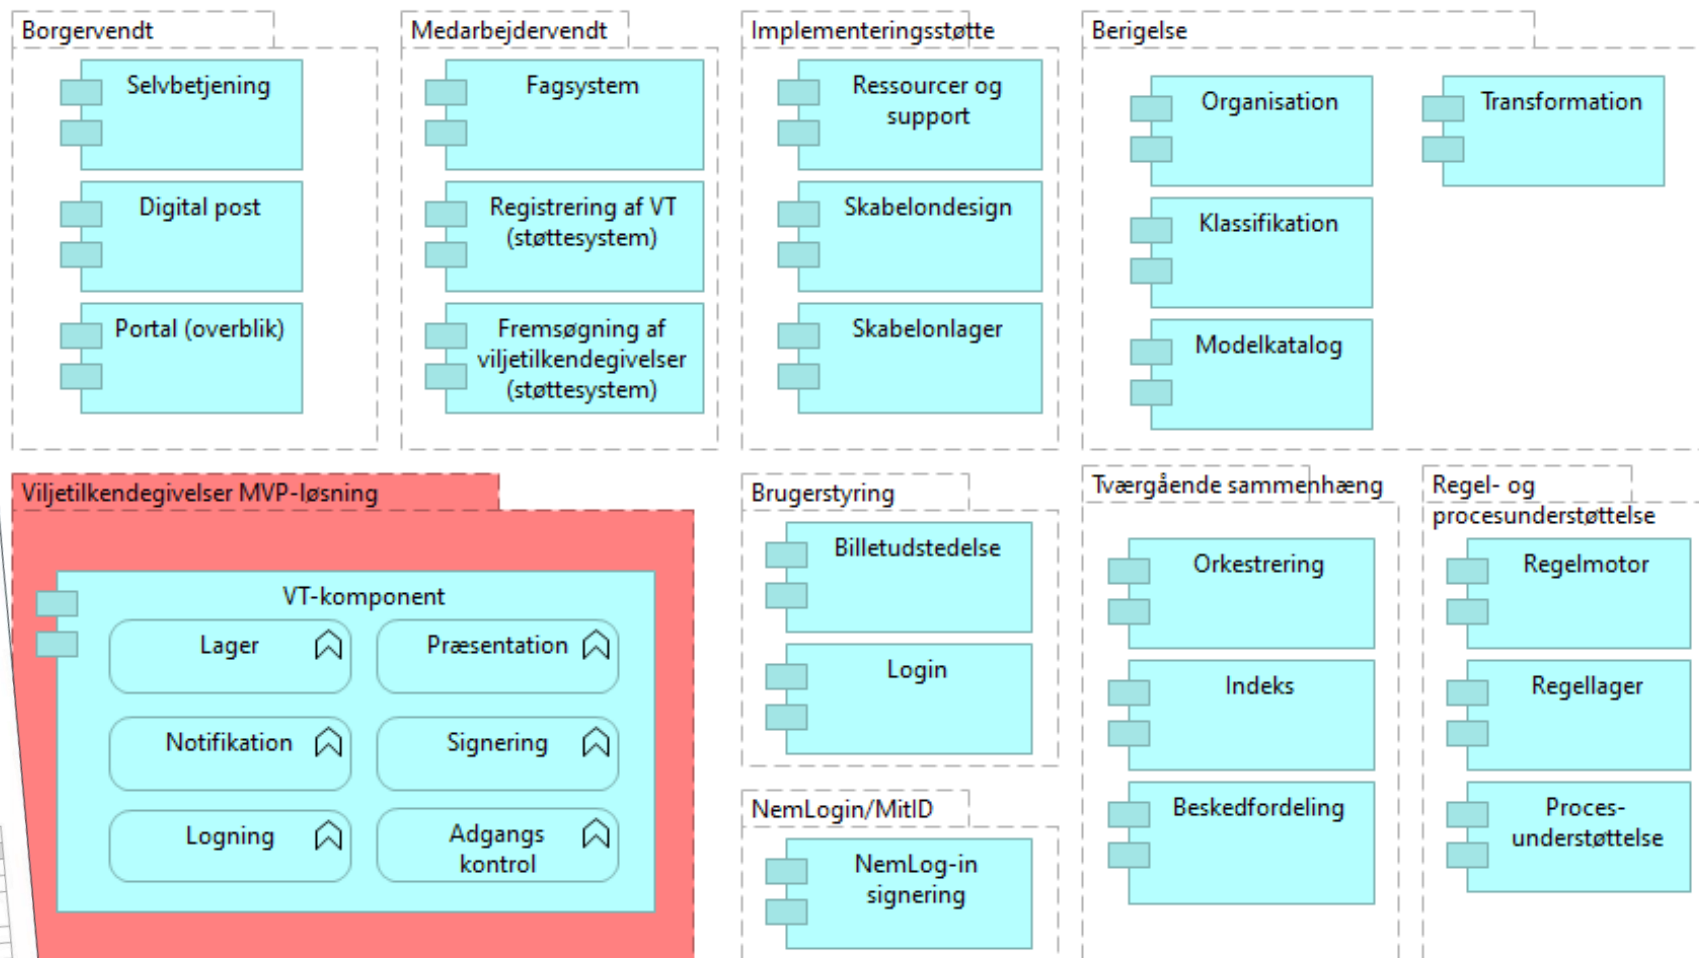 Borgervendt
Selvbetjening
Digital post
Portal (overblik)
Medarbejdervendt
Fagsystem
Registrering af VT
(støttesystem)
Fremsøgning af
viljetilkendegivelser
(støttesystem)
Implementeringsstøtte
Ressourcer og
support
Skabelondesign
Skabelonlager
Berigelse
Organisation
Transformation
Klassifikation
Modelkatalog
Viljetilkendegivelser MVP-løsning
VT-komponent
Lager
Præsentation
Notifikation
Signering
Logning
Adgangs
kontrol
Brugerstyring
Billetudstedelse
Login
NemLogin/MitID
NemLog-in
signering
Tværgående sammenhæng
Orkestrering
Indeks
Beskedfordeling
Regel- og
procesunderstøttelse
Regelmotor
Regellager
Proces-
understøttelse